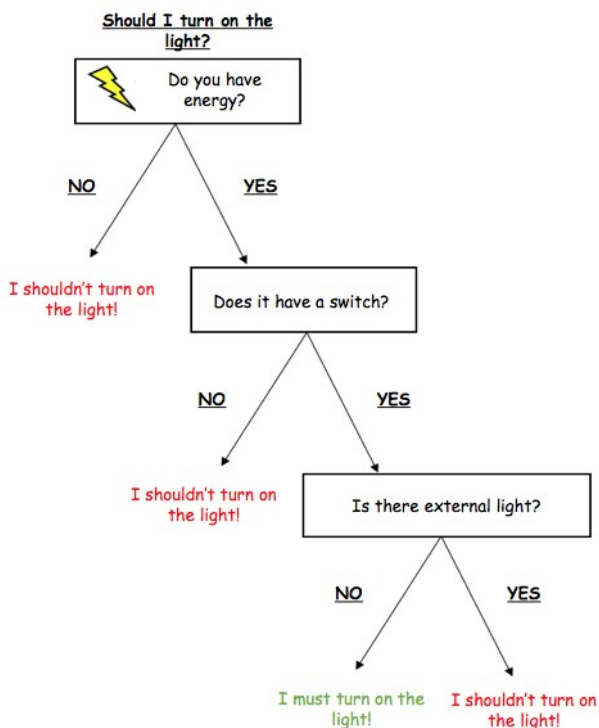 Should I turn on the
light?
Do you have
energy?
NO
YES
I shouldn't turn on
the light!
Does it have a switch?
NO
YES
I shouldn't turn on
the light!
Is there external light?
NO
YES
I must turn on the
light!
I shouldn't turn on
the light!